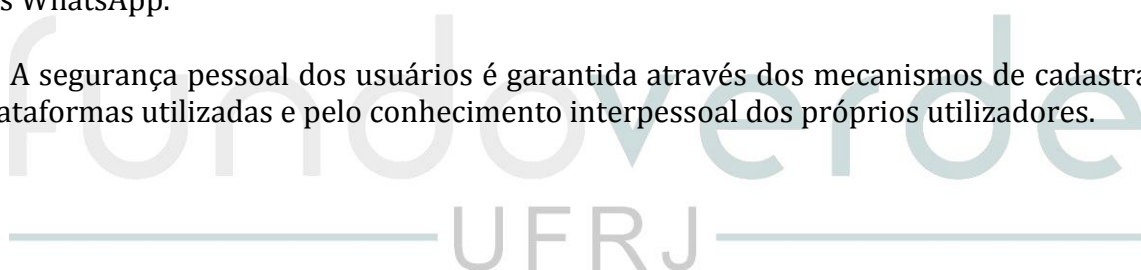 s WhatsApp.
A segurança pessoal dos usuários é garantida através dos mecanismos de cadastra
ataformas utilizadas e pelo conhecimento interpessoal dos próprios utilizadores.
fundoverde
UFRJ